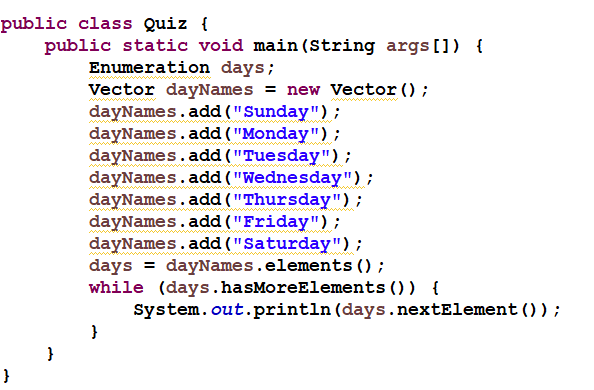 public class Quiz {
    public static void main(String args[]) {
        Enumeration days;
        Vector dayNames = new Vector();
        dayNames.add("Sunday");
        dayNames.add("Monday");
        dayNames.add("Tuesday");
        dayNames.add("Wednesday");
        dayNames.add("Thursday");
        dayNames.add("Friday");
        dayNames.add("Saturday");
        days = dayNames.elements();
        while (days.hasMoreElements()) {
            System.out.println(days.nextElement());
        }
    }
}